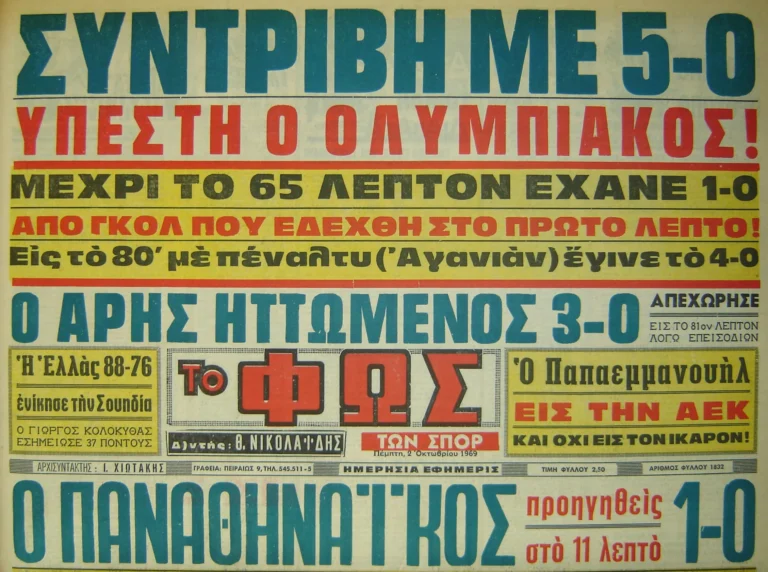 ΣΥΝΤΡΙΒΗ ΜΕ 5-0
ΥΠΕΣΤΗ Ο ΟΛΥΜΠΙΑΚΟΣ!
ΜΕΧΡΙ ΤΟ 65 ΛΕΠΤΟΝ ΕΧΑΝΕ 1-0
ΑΠΟ ΓΚΟΛ ΠΟΥ ΕΔΕΧΘΗ ΣΤΟ ΠΡΩΤΟ ΛΕΠΤΟ!
Εἰς τὸ 80' μὲ πέναλτυ (Ἀγανιὰν) ἔγινε τὸ 4-0
Ο ΑΡΗΣ ΗΤΤΩΜΕΝΟΣ 3-0
ΑΠΕΧΩΡΗΣΕ
ΕΙΣ ΤΟ 81ον ΛΕΠΤΟΝ
ΛΟΓΩ ΕΠΕΙΣΟΔΙΩΝ
Ἡ Ἑλλὰς 88-76
ἐνίκησε τὴν Σουηδία
Ο ΓΙΩΡΓΟΣ ΚΟΛΟΚΥΘΑΣ
ΕΣΗΜΕΙΩΣΕ 37 ΠΟΝΤΟΥΣ
ΤΟ ΦΩΣ
Δ)ντής: Θ. ΝΙΚΟΛΑΪΔΗΣ
ΤΩΝ ΣΠΟΡ
Πέμπτη, 2 Ὀκτωβρίου 1969
Ὁ Παπαεμμανουὴλ
ΕΙΣ ΤΗΝ ΑΕΚ
ΚΑΙ ΟΧΙ ΕΙΣ ΤΟΝ ΙΚΑΡΟΝ!
ΑΡΧΙΣΥΝΤΑΚΤΗΣ: Ι. ΧΙΩΤΑΚΗΣ
ΓΡΑΦΕΙΑ: ΠΕΙΡΑΙΩΣ 9, ΤΗΛ. 545.511-5
ΗΜΕΡΗΣΙΑ ΕΦΗΜΕΡΙΣ
ΤΙΜΗ ΦΥΛΛΟΥ 2,50
ΑΡΙΘΜΟΣ ΦΥΛΛΟΥ 1832
Ο ΠΑΝΑΘΗΝΑΪΚΟΣ
προηγηθεὶς
στὸ 11 λεπτὸ
1-0